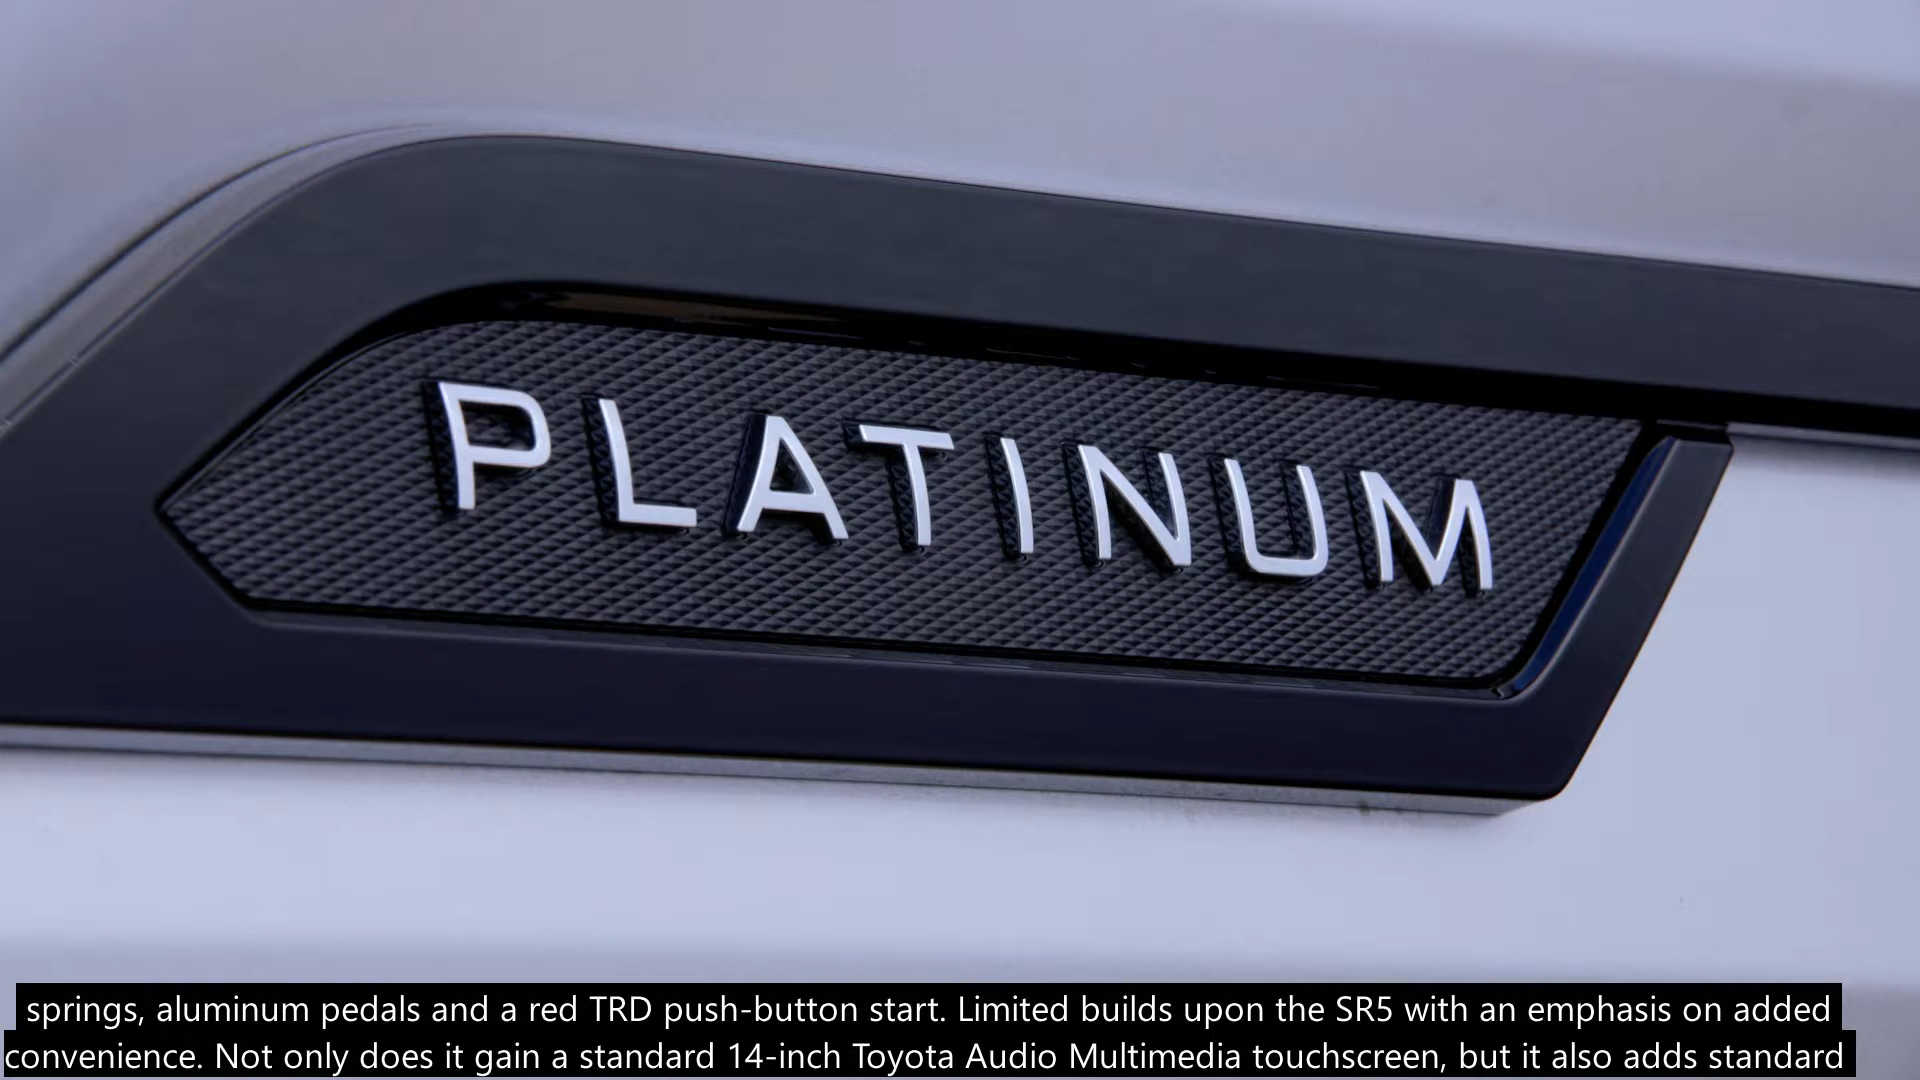 PLATINUM
springs, aluminum pedals and a red TRD push-button start. Limited builds upon the SR5 with an emphasis on added
convenience. Not only does it gain a standard 14-inch Toyota Audio Multimedia touchscreen, but it also adds standard